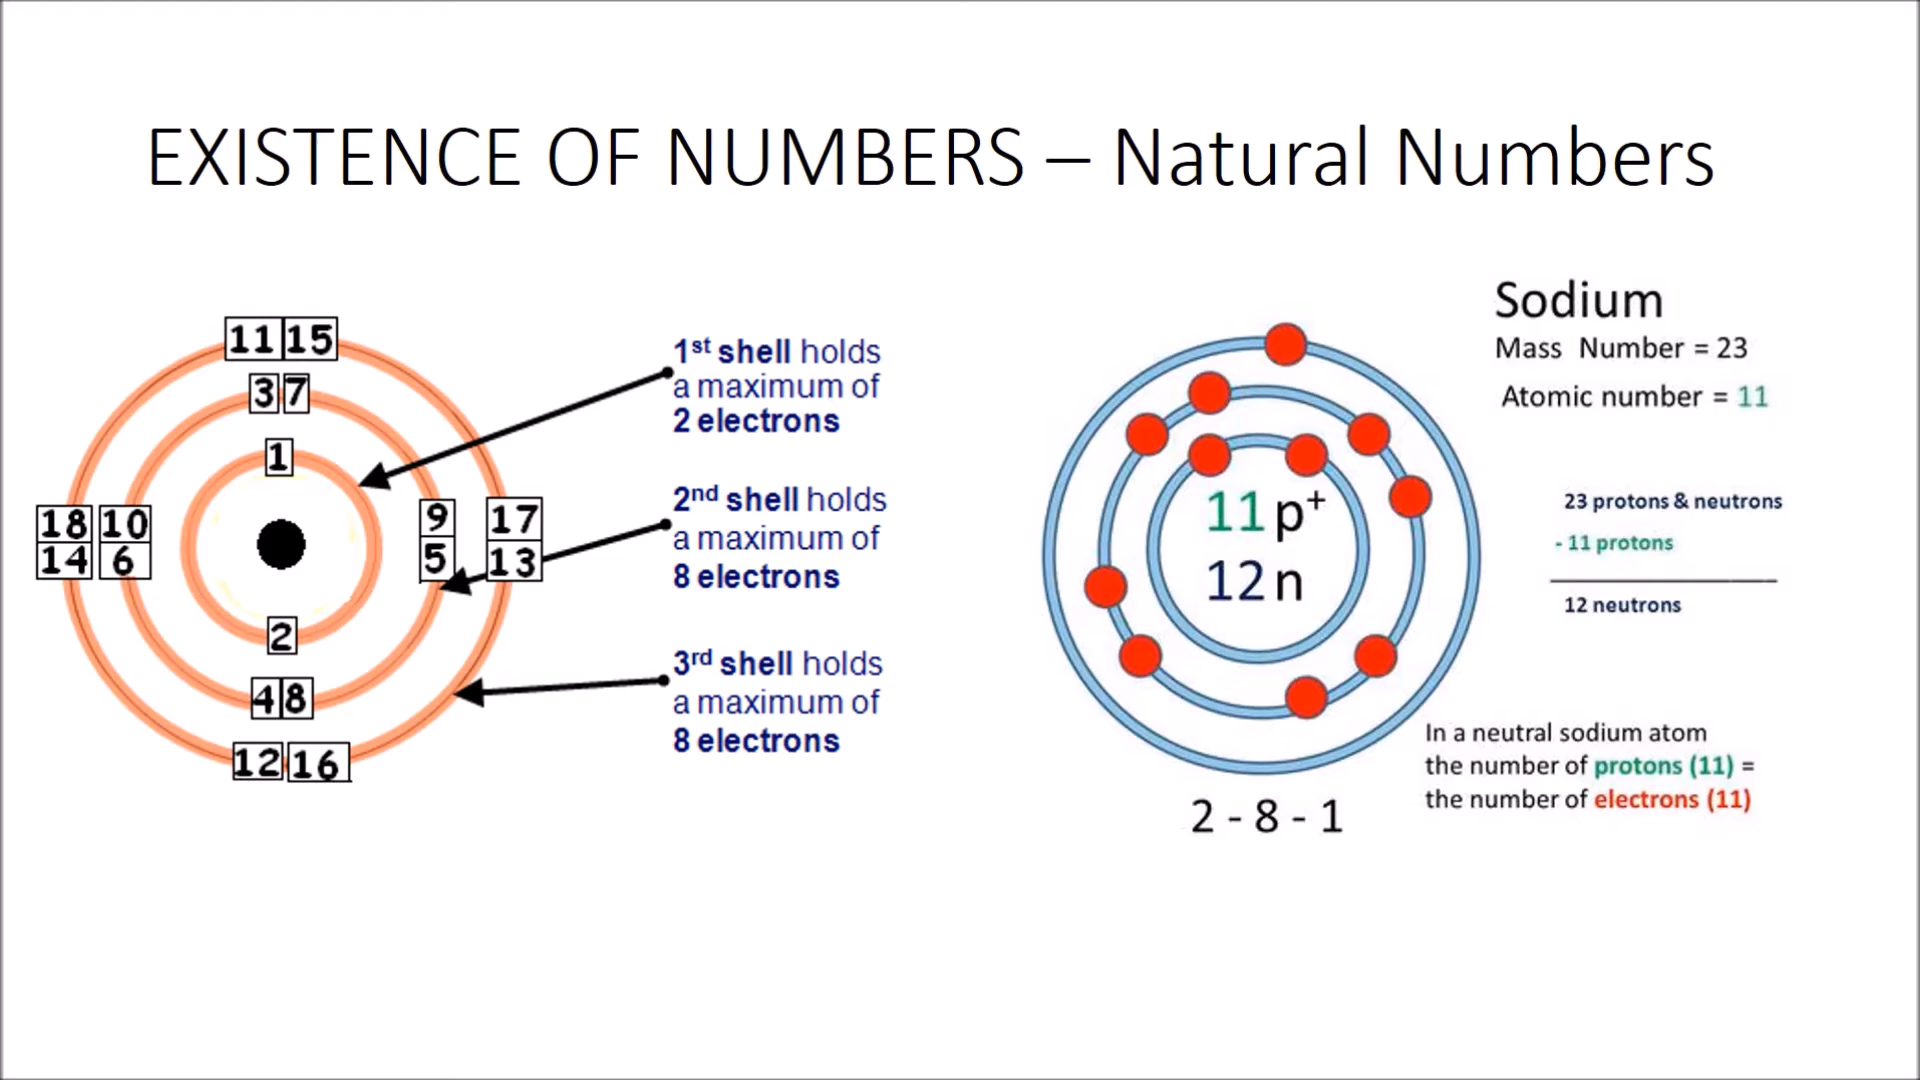 EXISTENCE OF NUMBERS – Natural Numbers
11 15
3 7
1
18 10
14 6
9 17
5 13
2
4 8
12 16
1st shell holds
a maximum of
2 electrons
2nd shell holds
a maximum of
8 electrons
3rd shell holds
a maximum of
8 electrons
11 p+
12 n
2 - 8 - 1
Sodium
Mass Number = 23
Atomic number = 11
23 protons & neutrons
- 11 protons
12 neutrons
In a neutral sodium atom
the number of protons (11) =
the number of electrons (11)